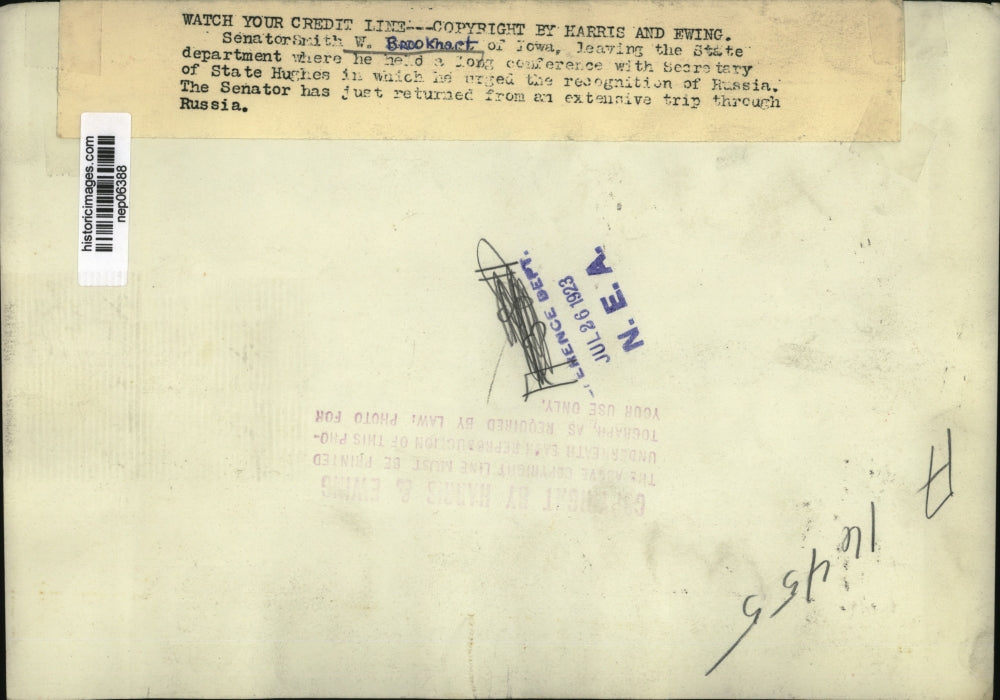 WATCH YOUR CREDIT LINE---COPYRIGHT BY HARRIS AND EWING.
Senator Smith W. Brookhart of Iowa, leaving the State
department where he held a long conference with Secretary
of State Hughes in which he urged the recognition of Russia.
The Senator has just returned from an extensive trip through
Russia.
historicimages.com
nep06388
DEPT.
JUL 26 1923
N. E. A.
COPYRIGHT BY HARRIS & EWING
THE ABOVE COPYRIGHT LINE MUST BE PRINTED
UNDERNEATH EACH REPRODUCTION OF THIS PHO-
TOGRAPH, AS REQUIRED BY LAW. PHOTO FOR
YOUR USE ONLY.